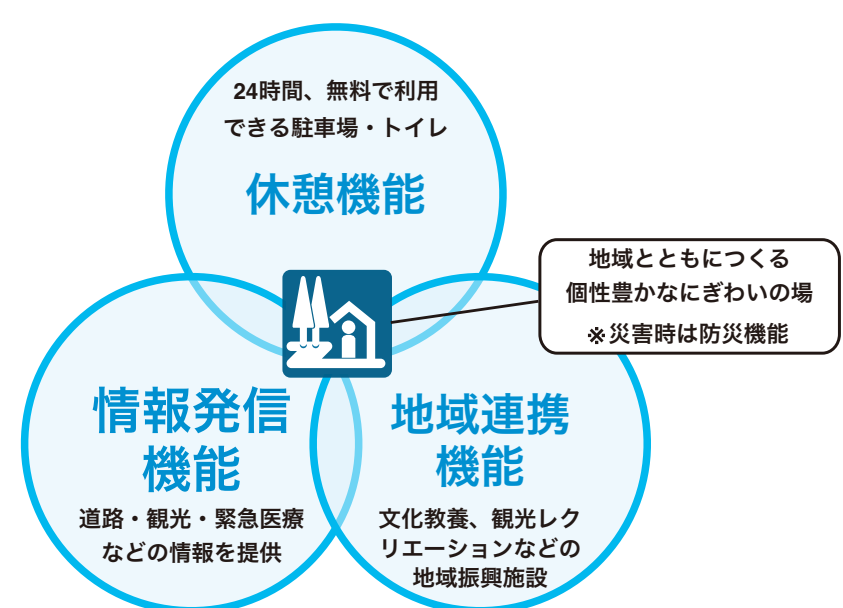 24時間、無料で利用
できる駐車場・トイレ
休憩機能
地域とともにつくる
個性豊かなにぎわいの場
※災害時は防災機能
情報発信
機能
道路・観光・緊急医療
などの情報を提供
地域連携
機能
文化教養、観光レク
リエーションなどの
地域振興施設